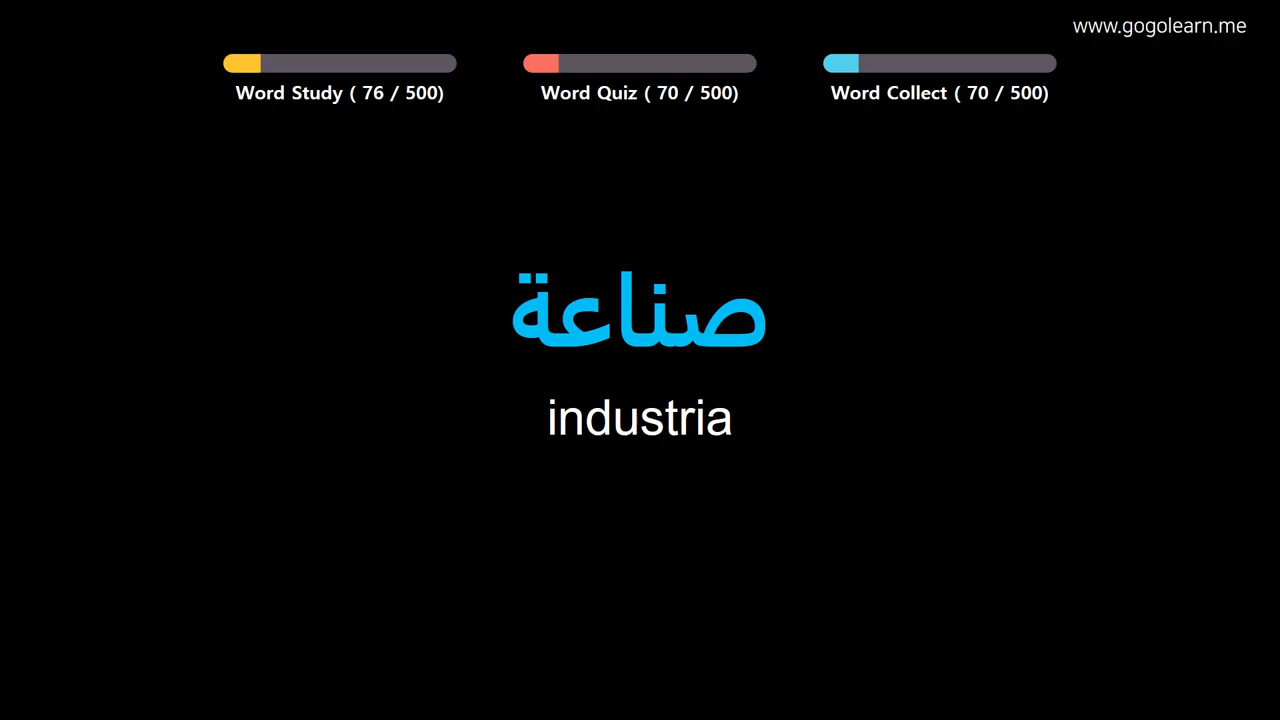 www.gogolearn.me
Word Study ( 76 / 500)
Word Quiz ( 70 / 500)
Word Collect ( 70 / 500)
صناعة
industria